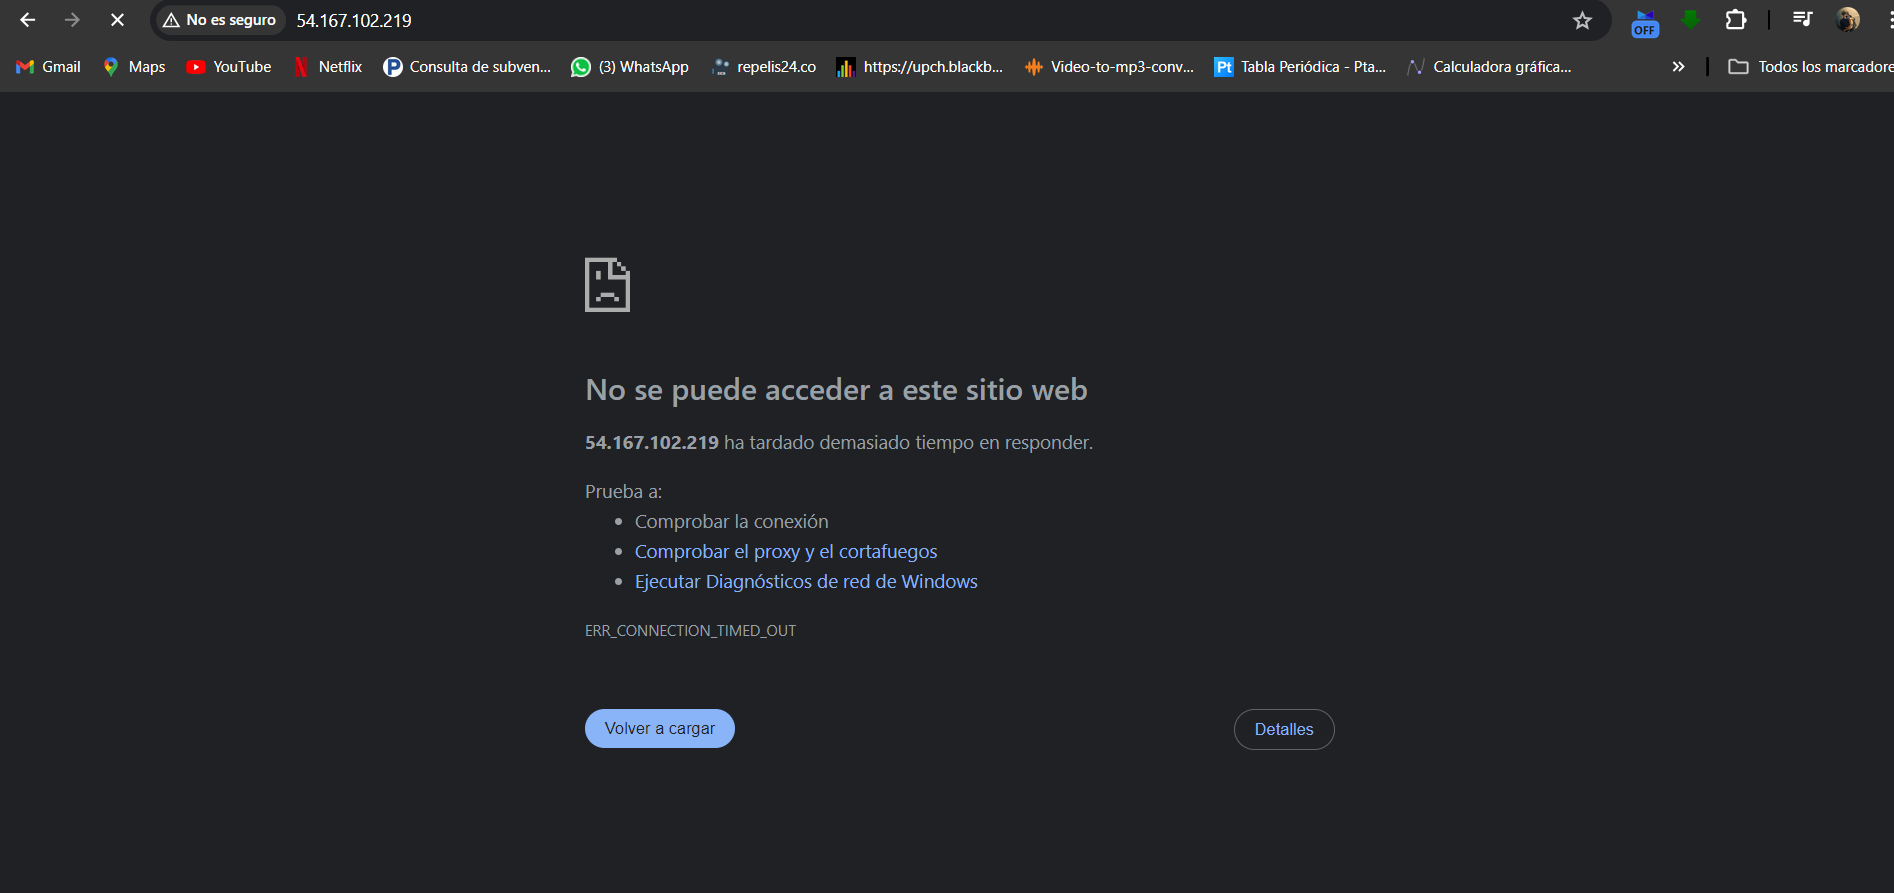 No es seguro 54.167.102.219 OFF
Gmail Maps YouTube Netflix Consulta de subven... (3) WhatsApp repelis24.co https://upch.blackb... Video-to-mp3-conv... Pt Tabla Periódica - Pta... Calculadora gráfica... » Todos los marcadore
No se puede acceder a este sitio web
54.167.102.219 ha tardado demasiado tiempo en responder.
Prueba a:
• Comprobar la conexión
• Comprobar el proxy y el cortafuegos
• Ejecutar Diagnósticos de red de Windows
ERR_CONNECTION_TIMED_OUT
Volver a cargar Detalles